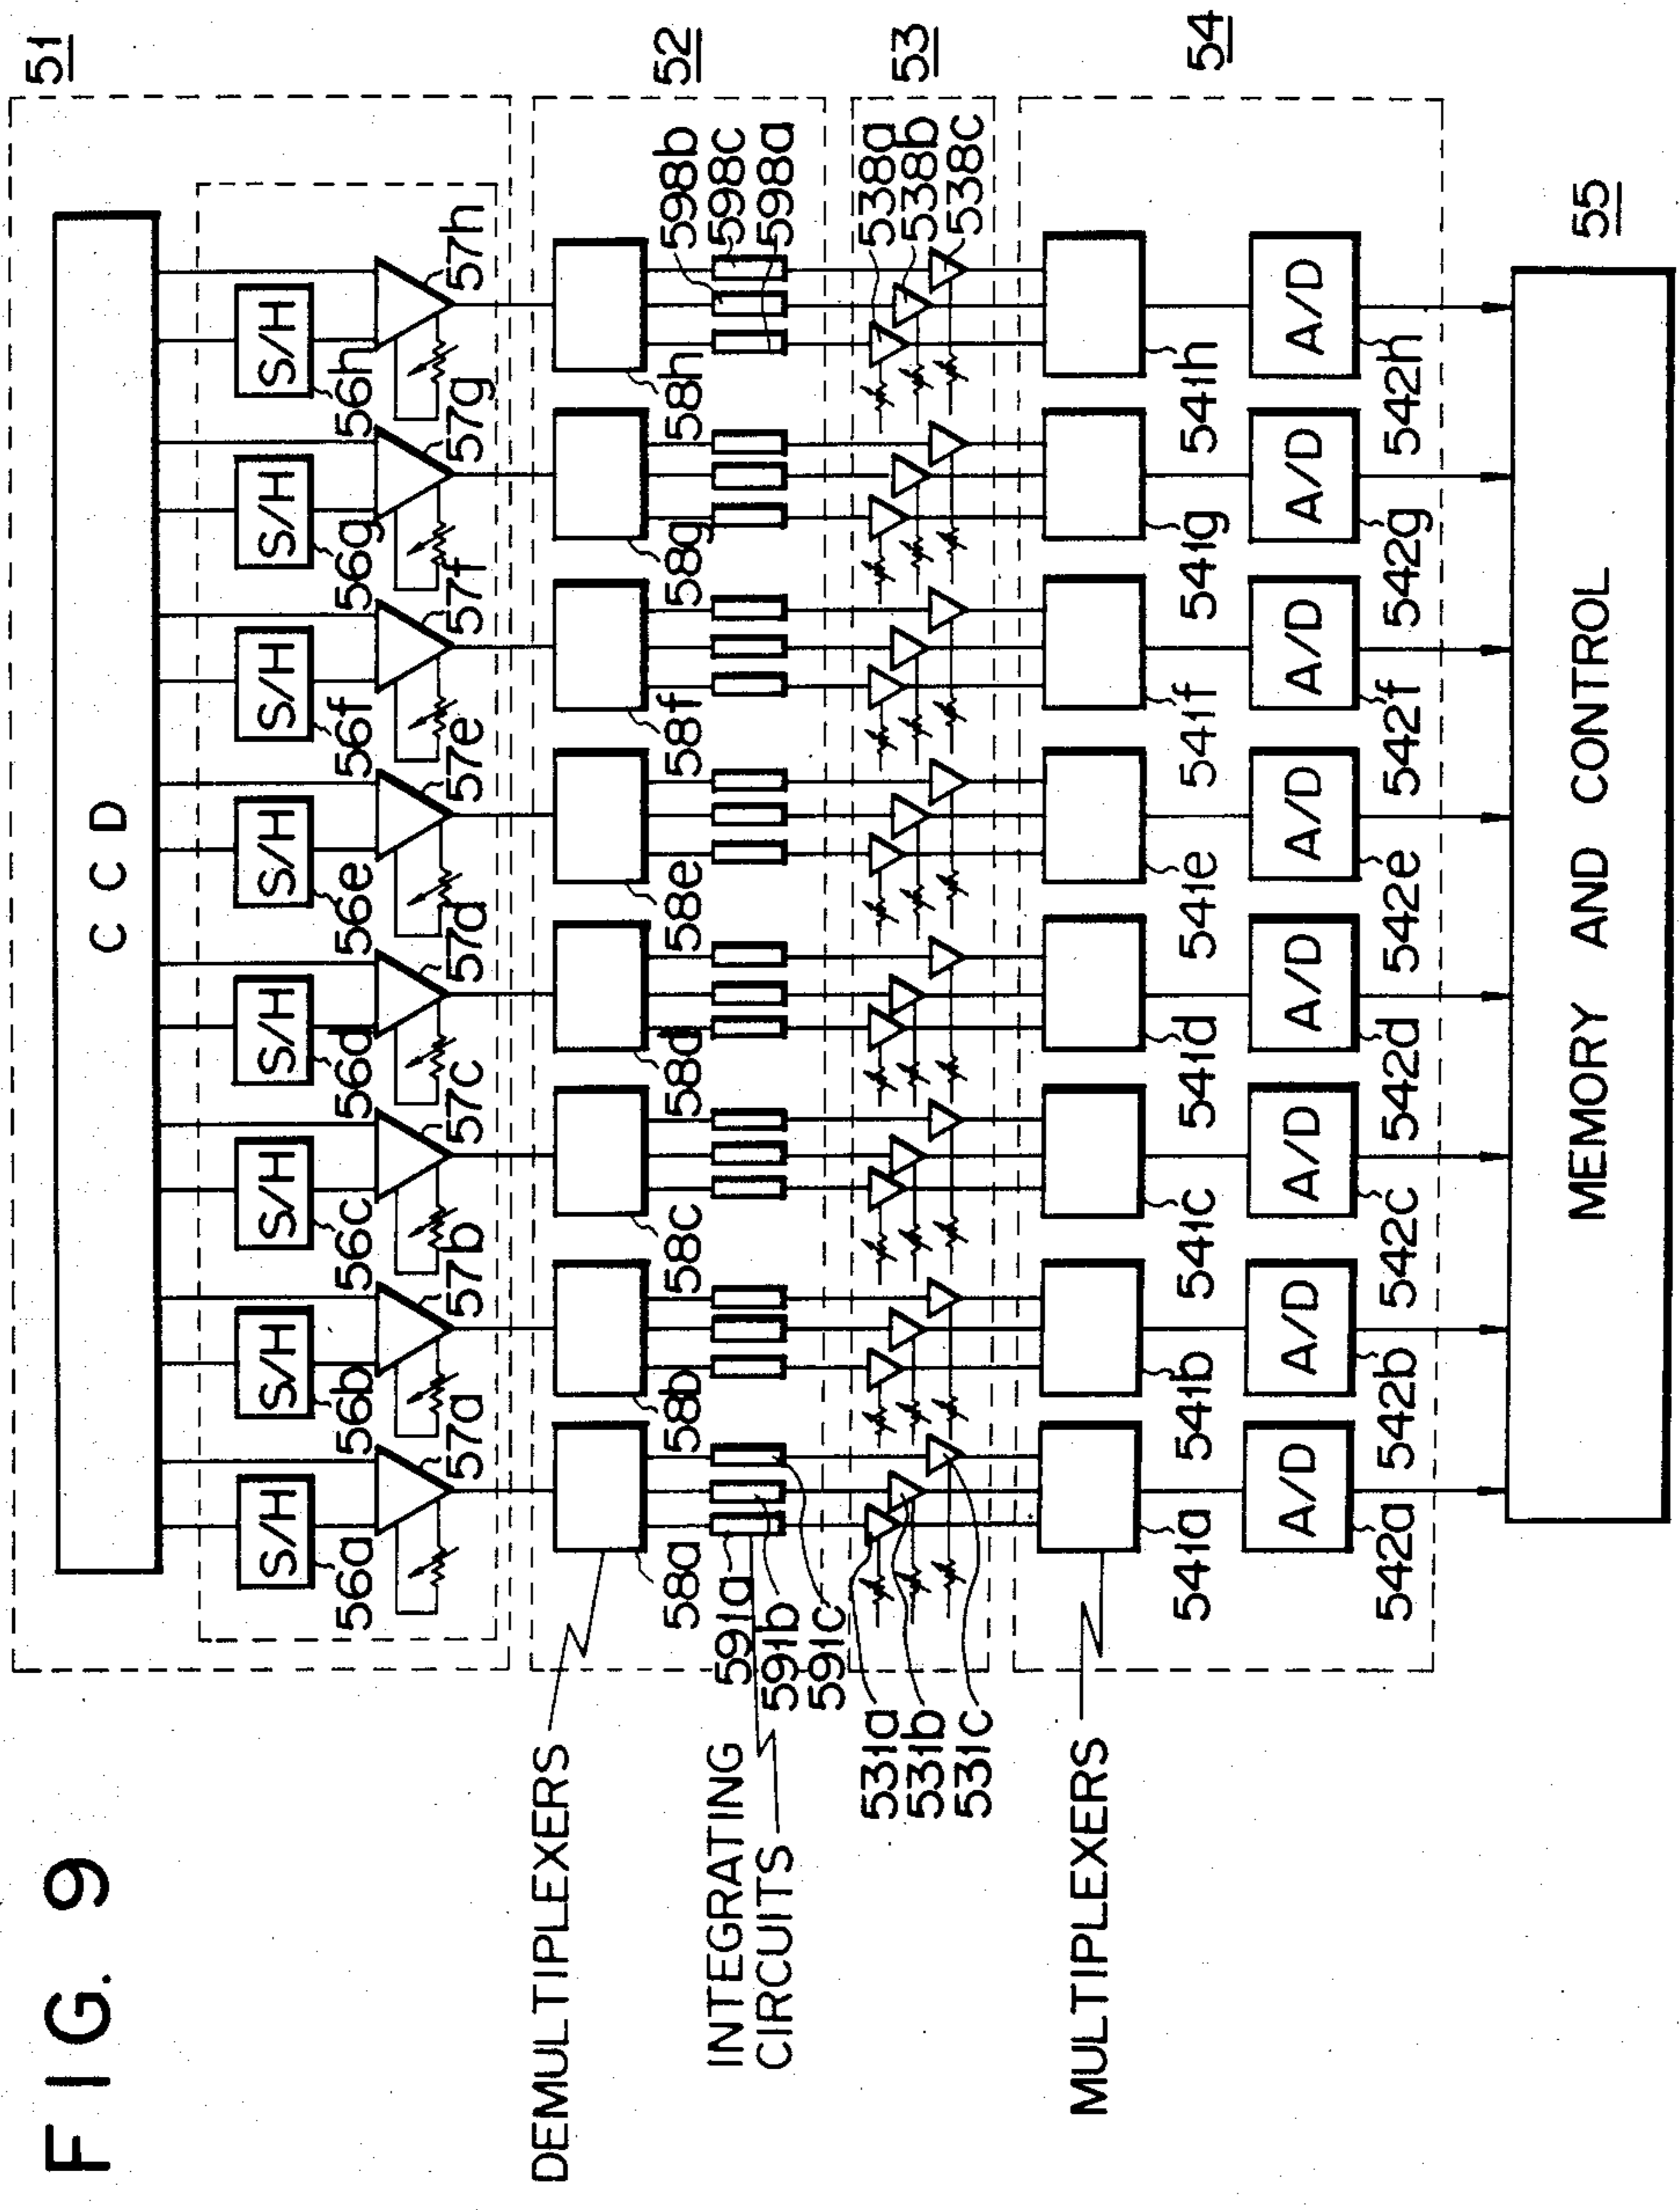 FIG. 9
51
CCD
S/H S/H S/H S/H S/H S/H S/H S/H
56a 56b 56c 56d 56e 56f 56g 56h
57a 57b 57c 57d 57e 57f 57g 57h
DEMULTIPLEXERS
52
58a 58b 58c 58d 58e 58f 58g 58h
598b
598c
598a
591a
591b
591c
INTEGRATING
CIRCUITS
53
538a
538b
538c
531a
531b
531c
MULTIPLEXERS
54
541a 541b 541c 541d 541e 541f 541g 541h
A/D A/D A/D A/D A/D A/D A/D A/D
542a 542b 542c 542d 542e 542f 542g 542h
55
MEMORY AND CONTROL